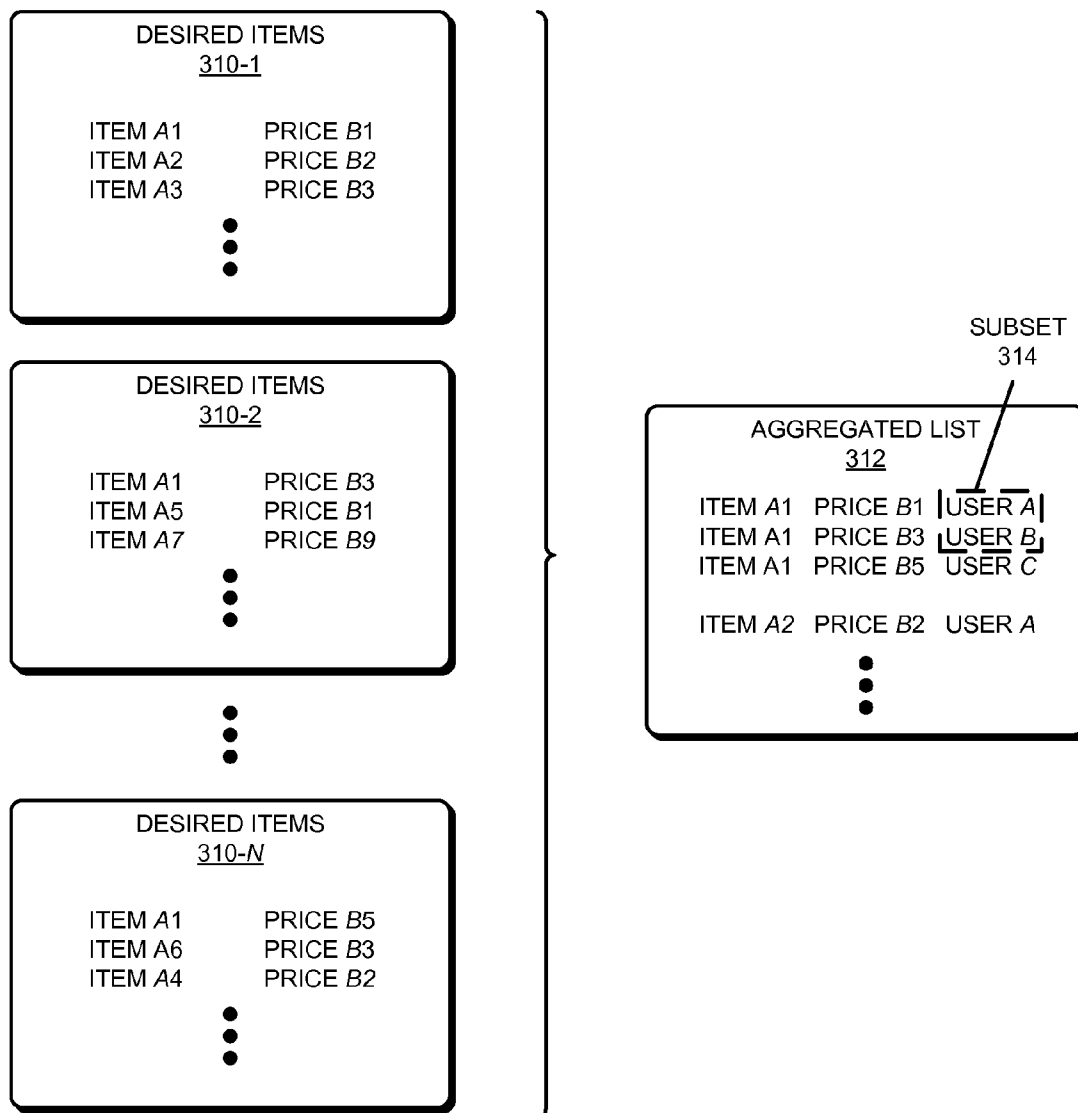 DESIRED ITEMS
310-1
ITEM A1 PRICE B1
ITEM A2 PRICE B2
ITEM A3 PRICE B3
DESIRED ITEMS
310-2
ITEM A1 PRICE B3
ITEM A5 PRICE B1
ITEM A7 PRICE B9
DESIRED ITEMS
310-N
ITEM A1 PRICE B5
ITEM A6 PRICE B3
ITEM A4 PRICE B2
SUBSET
314
AGGREGATED LIST
312
ITEM A1 PRICE B1 USER A
ITEM A1 PRICE B3 USER B
ITEM A1 PRICE B5 USER C
ITEM A2 PRICE B2 USER A